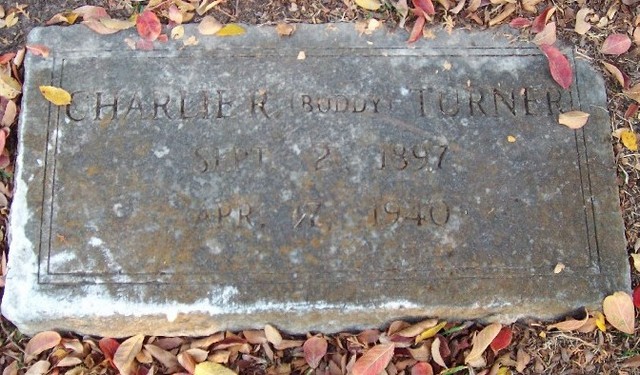 CHARLIE R. (BUDDY) TURNER
SEPT. 2, 1897
APR. 17, 1940